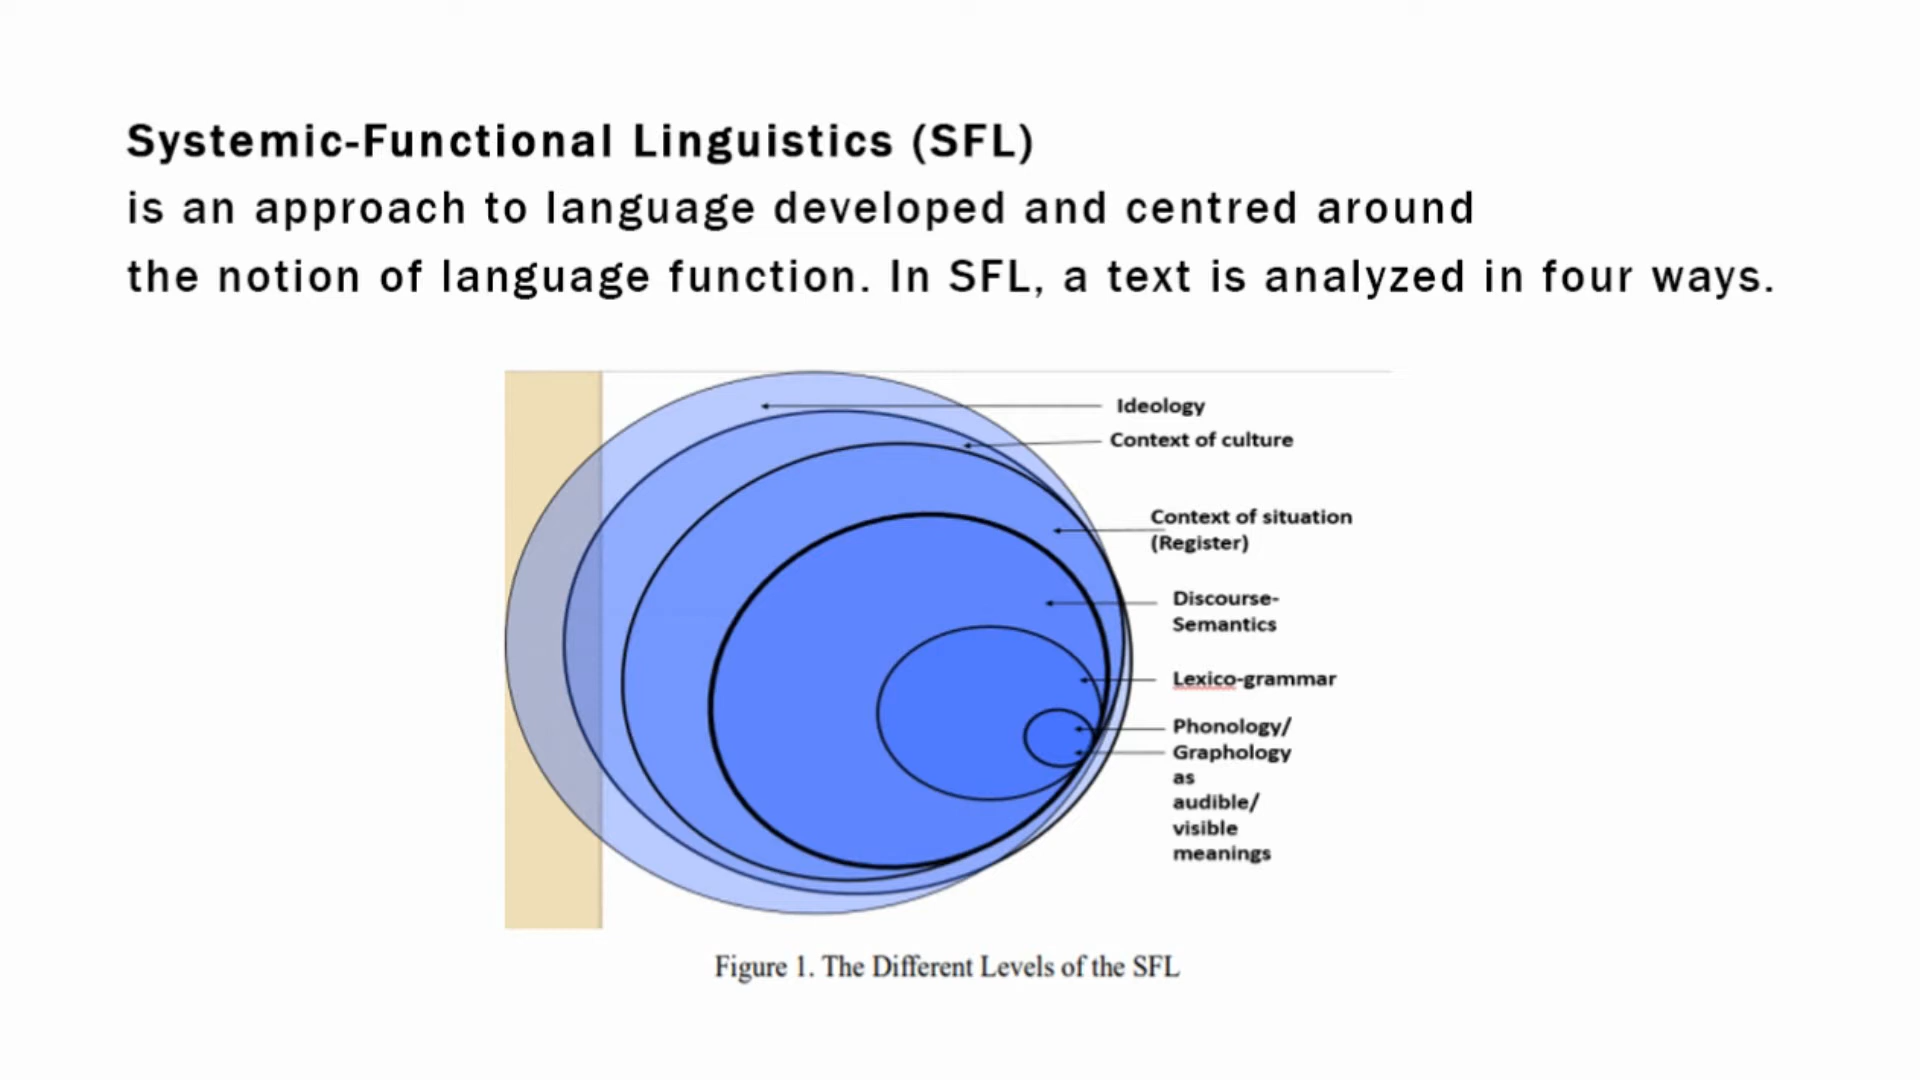 Systemic-Functional Linguistics (SFL)
is an approach to language developed and centred around
the notion of language function. In SFL, a text is analyzed in four ways.
Ideology
Context of culture
Context of situation
(Register)
Discourse-
Semantics
Lexico-grammar
Phonology/
Graphology
as
audible/
visible
meanings
Figure 1. The Different Levels of the SFL